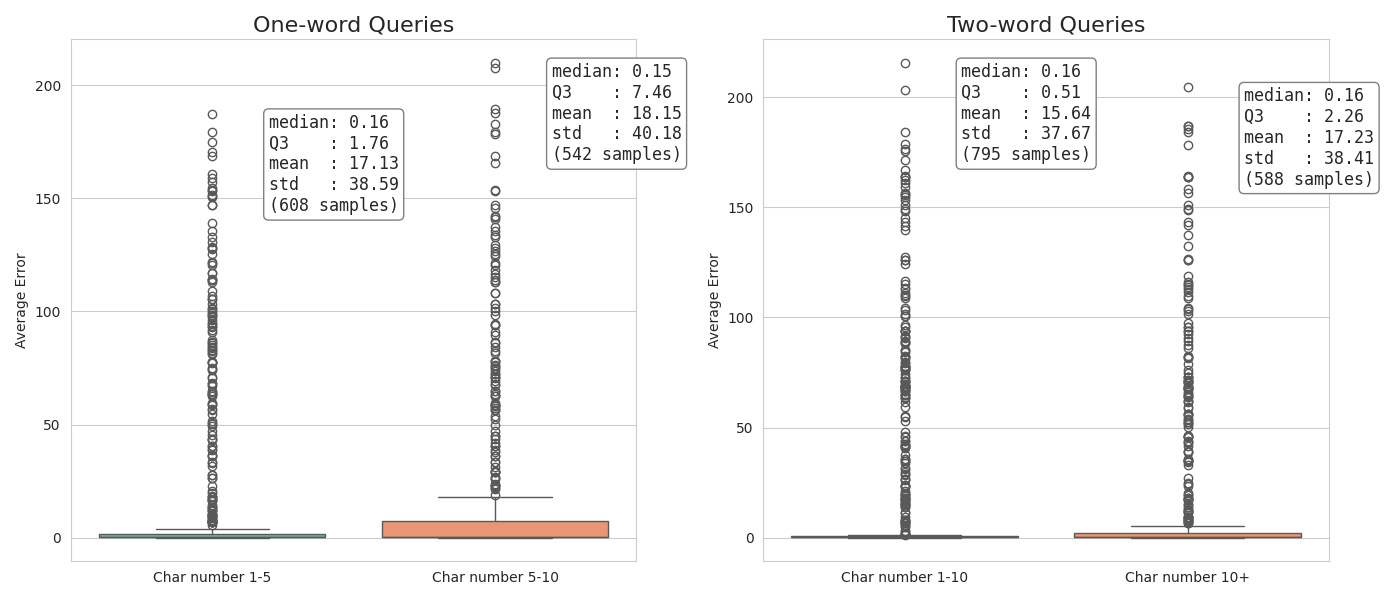 One-word Queries
Average Error
200
150
100
50
0
median: 0.16
Q3    : 1.76
mean  : 17.13
std   : 38.59
(608 samples)
median: 0.15
Q3    : 7.46
mean  : 18.15
std   : 40.18
(542 samples)
Char number 1-5
Char number 5-10
Two-word Queries
Average Error
200
150
100
50
0
median: 0.16
Q3    : 0.51
mean  : 15.64
std   : 37.67
(795 samples)
median: 0.16
Q3    : 2.26
mean  : 17.23
std   : 38.41
(588 samples)
Char number 1-10
Char number 10+